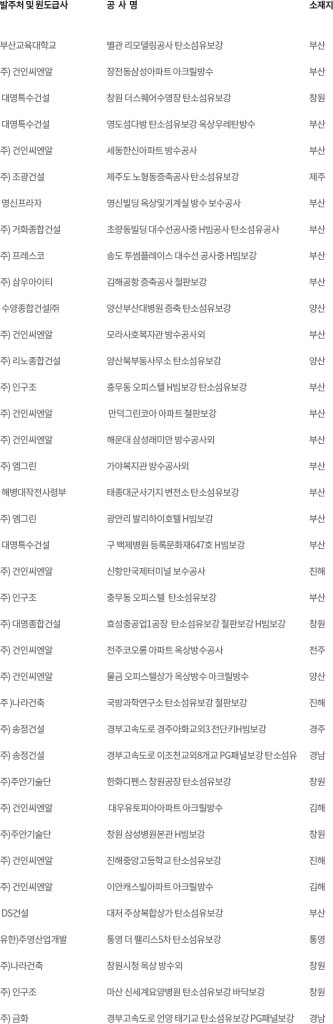 발주처 및 원도급사 공 사 명 소재지
부산교육대학교 별관 리모델링공사 탄소섬유보강 부산
주) 건인씨엔알 장전동삼성아파트 아크릴방수 부산
대명특수건설 창원 더스퀘어수영장 탄소섬유보강 창원
대명특수건설 영도섬다방 탄소섬유보강 옥상우레탄방수 부산
주) 건인씨엔알 세동한신아파트 방수공사 부산
주) 조광건설 제주도 노형동증축공사 탄소섬유보강 제주
명신프라자 명신빌딩 옥상및기계실 방수 보수공사 부산
주) 거화종합건설 초량동빌딩 대수선공사중 H빔공사 탄소섬유공사 부산
주) 프레스코 송도 투썸플레이스 대수선 공사중 H빔보강 부산
주) 삼우아이티 김해공항 증축공사 철판보강 부산
수양종합건설㈜ 양산부산대병원 증축 탄소섬유보강 양산
주) 건인씨엔알 모라사호복지관 방수공사외 부산
주) 리노종합건설 양산북부동사무소 탄소섬유보강 양산
주) 인구조 충무동 오피스텔 H빔보강 탄소섬유보강 부산
주) 건인씨엔알 만덕그린코아 아파트 철판보강 부산
주) 건인씨엔알 해운대 삼성래미안 방수공사외 부산
주) 엠그린 가야복지관 방수공사외 부산
해병대작전사령부 태종대군사기지 변전소 탄소섬유보강 부산
주) 엠그린 광안리 발리하이호텔 H빔보강 부산
대명특수건설 구 백제병원 등록문화재647호 H빔보강 부산
주) 건인씨엔알 신항만국제터미널 보수공사 진해
주) 인구조 충무동 오피스텔 탄소섬유보강 부산
주) 대명종합건설 효성중공업1공장 탄소섬유보강 철판보강 H빔보강 창원
주) 건인씨엔알 전주코오롱 아파트 옥상방수공사 전주
주) 건인씨엔알 물금 오피스텔상가 옥상방수 아크릴방수 양산
주 )나라건축 국방과학연구소 탄소섬유보강 철판보강 진해
주) 송정건설 경부고속도로 경주아화교외3 전단키H빔보강 경주
주) 송정건설 경부고속도로 이조천교외8개교 PG패널보강 탄소섬유 경남
주)주안기술단 한화디펜스 창원공장 탄소섬유보강 창원
주) 건인씨엔알 대우유토피아아파트 아크릴방수 김해
주)주안기술단 창원 삼성병원본관 H빔보강 창원
주) 건인씨엔알 진해중앙고등학교 탄소섬유보강 진해
주) 건인씨엔알 이안캐스빌아파트 아크릴방수 김해
DS건설 대저 주상복합상가 탄소섬유보강 부산
유한)주영산업개발 통영 더 팰리스5차 탄소섬유보강 통영
주)나라건축 창원시청 옥상 방수외 창원
주) 인구조 마산 신세계요양병원 탄소섬유보강 바닥보강 창원
주) 금화 경부고속도로 언양 태기교 탄소섬유보강 PG패널보강 경남